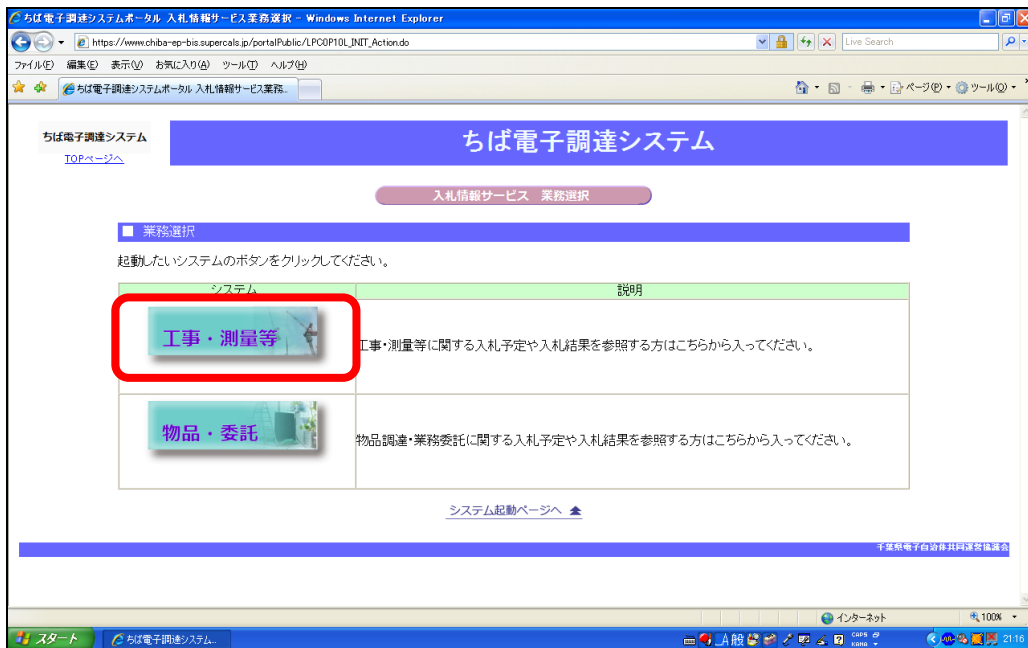 ちば電子調達システムポータル 入札情報サービス業務選択 - Windows Internet Explorer
https://www.chiba-ep-bis.supercals.jp/portalPublic/LPC0P10L_INIT_Action.do
Live Search
ファイル(F) 編集(E) 表示(V) お気に入り(A) ツール(T) ヘルプ(H)
ちば電子調達システムポータル 入札情報サービス業務..
ページ(P) ツール(O)
ちば電子調達システム
TOPページへ
ちば電子調達システム
入札情報サービス 業務選択
■ 業務選択
起動したいシステムのボタンをクリックしてください。
システム 説明
工事・測量等 工事・測量等に関する入札予定や入札結果を参照する方はこちらから入ってください。
物品・委託 物品調達・業務委託に関する入札予定や入札結果を参照する方はこちらから入ってください。
システム起動ページへ
千葉県電子自治体共同運営協議会
インターネット 100%
スタート ちば電子調達システム.. A 般 CAPS KANA 21:16